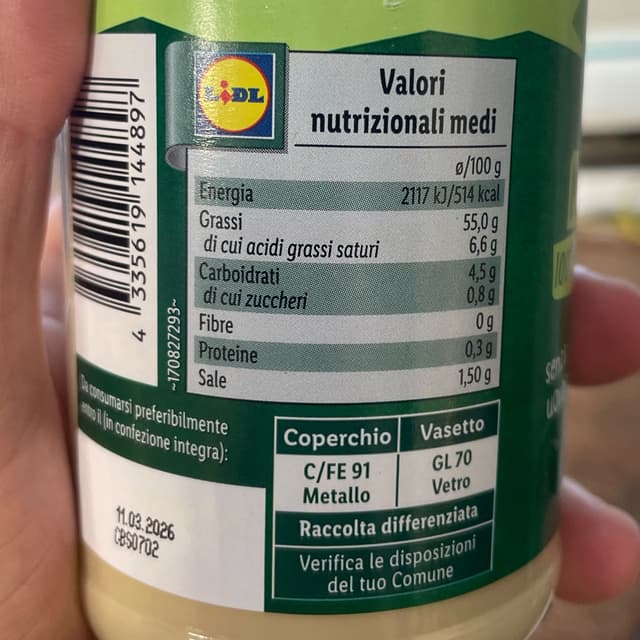 LIDL
Valori
nutrizionali medi
ø/100 g
Energia 2117 kJ/514 kcal
Grassi 55,0 g
di cui acidi grassi saturi 6,6 g
Carboidrati 4,5 g
di cui zuccheri 0,8 g
Fibre 0 g
Proteine 0,3 g
Sale 1,50 g
4 335619 144897
~170827293~
Da consumarsi preferibilmente
entro il (in confezione integra):
11.03.2026
CBS0702
Coperchio Vasetto
C/FE 91 GL 70
Metallo Vetro
Raccolta differenziata
Verifica le disposizioni
del tuo Comune